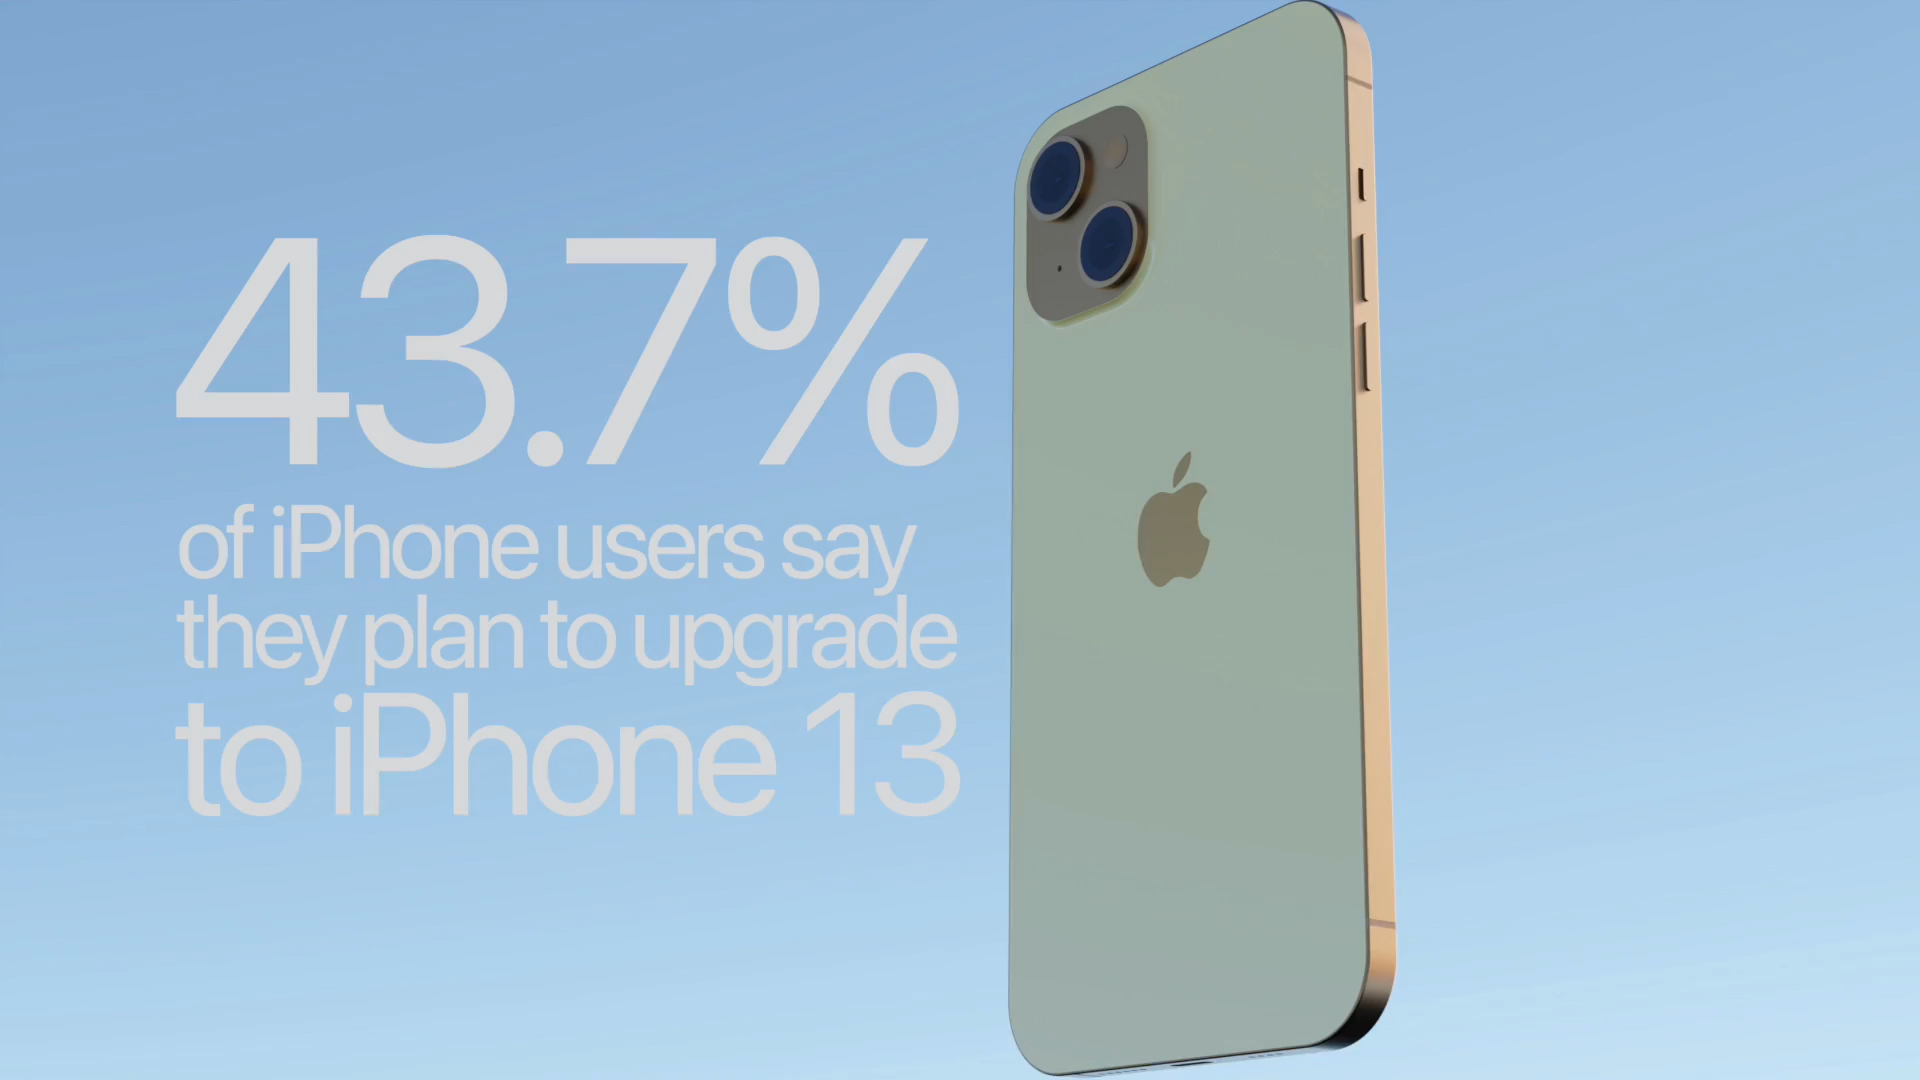 43.7%
of iPhone users say
they plan to upgrade
to iPhone 13